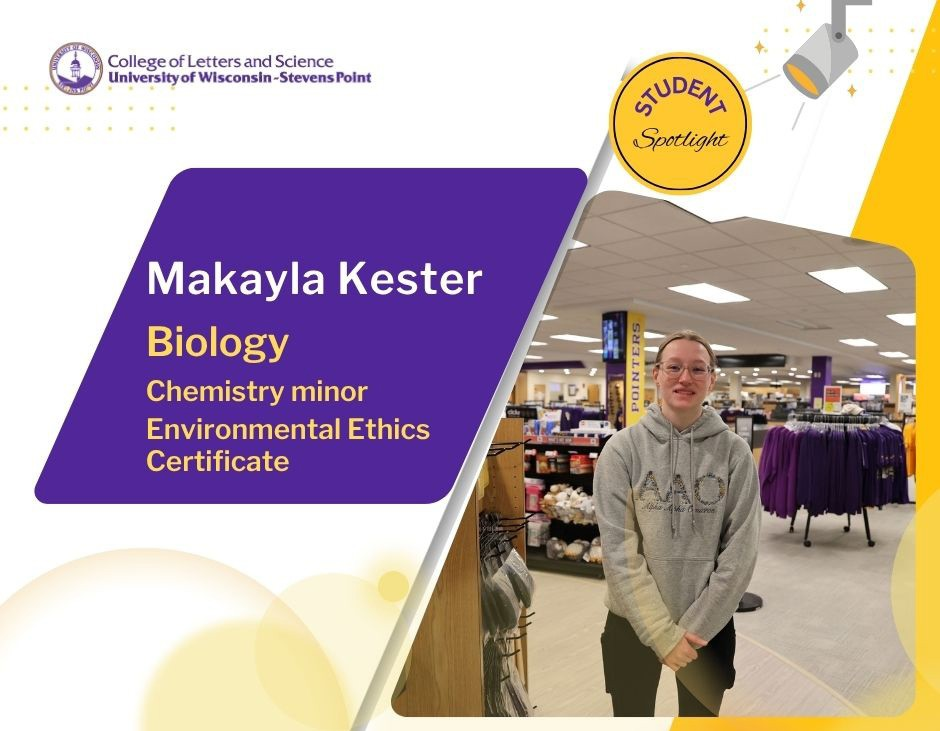 College of Letters and Science
University of Wisconsin-Stevens Point
STUDENT
Spotlight
Makayla Kester
Biology
Chemistry minor
Environmental Ethics
Certificate
POINTERS
AAO
Alpha Alpha Omicron